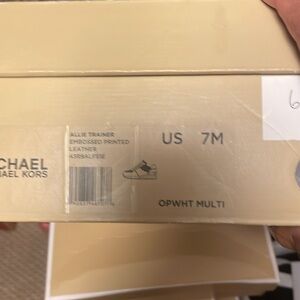 ALLIE TRAINER
EMBOSSED PRINTED
LEATHER
US 7M
CHAEL
AEL KORS
OPWHT MULTI
6